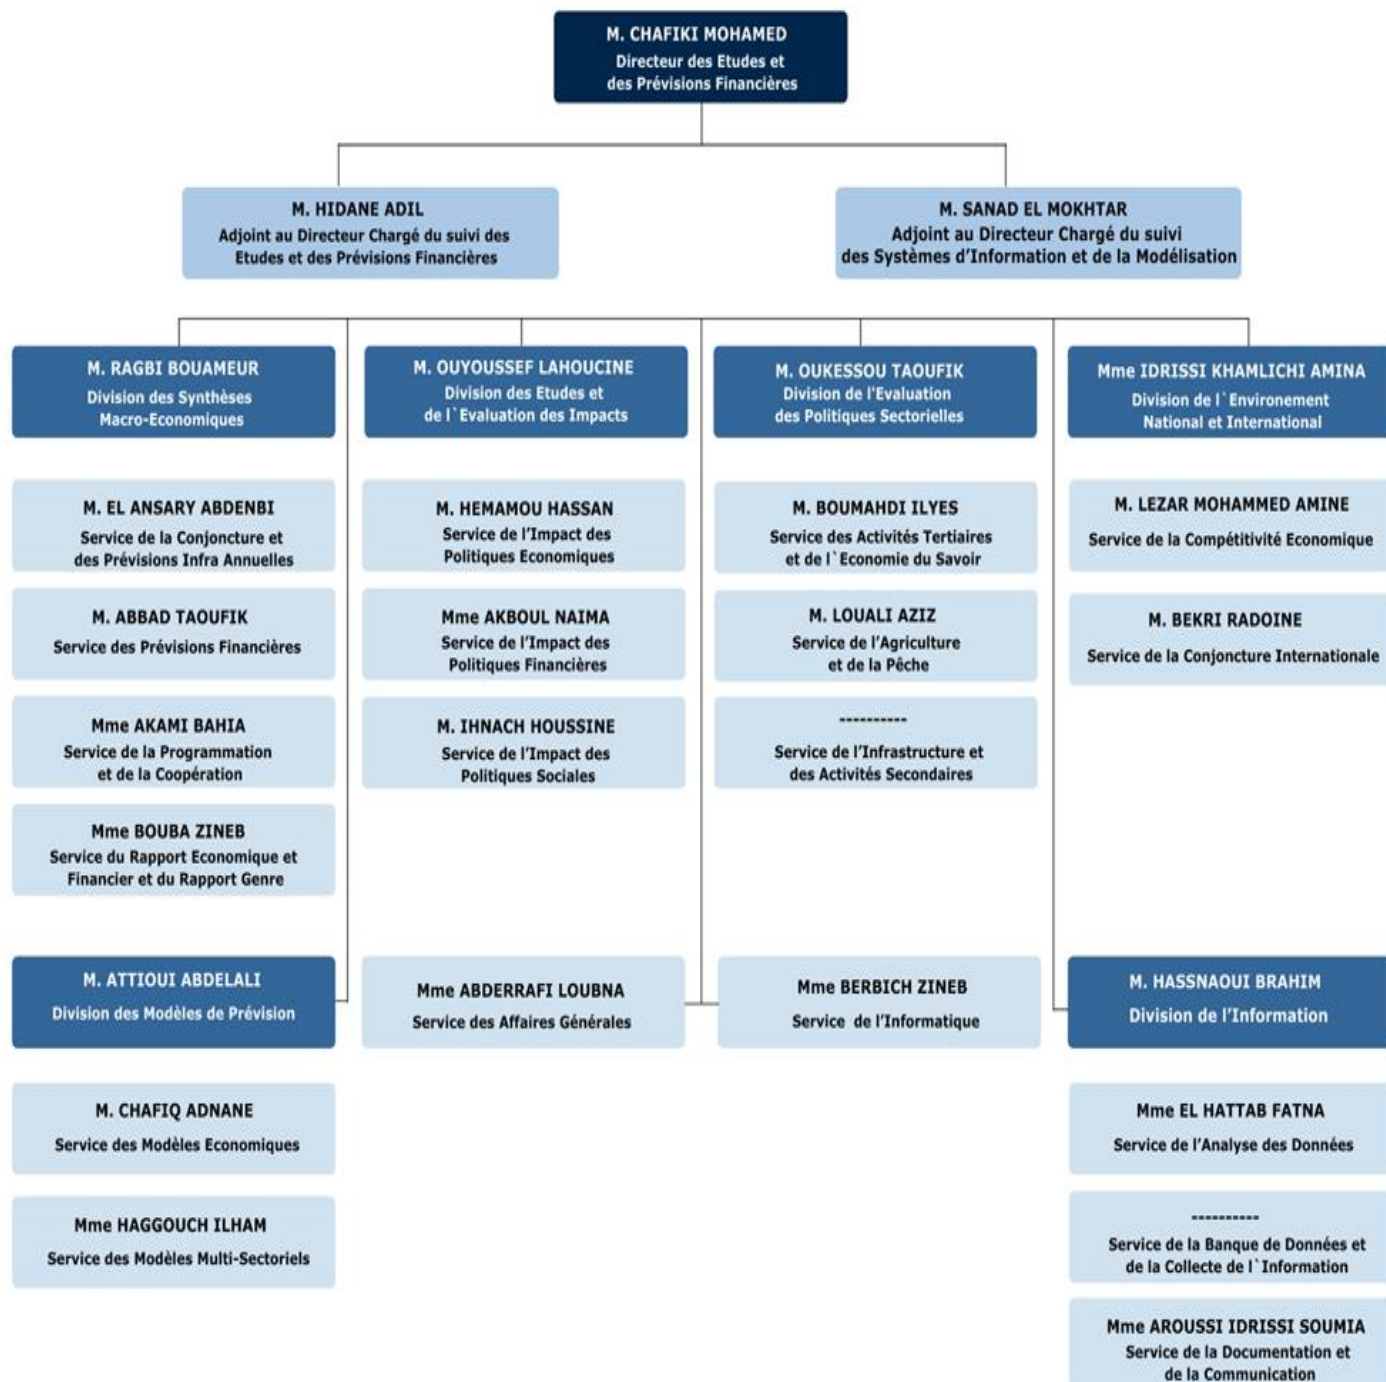 M. CHAFIKI MOHAMED
Directeur des Etudes et
des Prévisions Financières
M. HIDANE ADIL
Adjoint au Directeur Chargé du suivi des
Etudes et des Prévisions Financières
M. SANAD EL MOKHTAR
Adjoint au Directeur Chargé du suivi
des Systèmes d'Information et de la Modélisation
M. RAGBI BOUAMEUR
Division des Synthèses
Macro-Economiques
M. OUYOUSSEF LAHOUCINE
Division des Etudes et
de l`Evaluation des Impacts
M. OUKESSOU TAOUFIK
Division de l'Evaluation
des Politiques Sectorielles
Mme IDRISSI KHAMLICHI AMINA
Division de l`Environement
National et International
M. EL ANSARY ABDENBI
Service de la Conjoncture et
des Prévisions Infra Annuelles
M. ABBAD TAOUFIK
Service des Prévisions Financières
Mme AKAMI BAHIA
Service de la Programmation
et de la Coopération
Mme BOUBA ZINEB
Service du Rapport Economique et
Financier et du Rapport Genre
M. HEMAMOU HASSAN
Service de l'Impact des
Politiques Economiques
Mme AKBOUL NAIMA
Service de l'Impact des
Politiques Financières
M. IHNACH HOUSSINE
Service de l'Impact des
Politiques Sociales
M. BOUMAHDI ILYES
Service des Activités Tertiaires
et de l`Economie du Savoir
M. LOUALI AZIZ
Service de l'Agriculture
et de la Pêche
----------
Service de l'Infrastructure et
des Activités Secondaires
M. LEZAR MOHAMMED AMINE
Service de la Compétitivité Economique
M. BEKRI RADOINE
Service de la Conjoncture Internationale
M. ATTIOUI ABDELALI
Division des Modèles de Prévision
Mme ABDERRAFI LOUBNA
Service des Affaires Générales
Mme BERBICH ZINEB
Service de l'Informatique
M. HASSNAOUI BRAHIM
Division de l'Information
M. CHAFIQ ADNANE
Service des Modèles Economiques
Mme HAGGOUCH ILHAM
Service des Modèles Multi-Sectoriels
Mme EL HATTAB FATNA
Service de l'Analyse des Données
----------
Service de la Banque de Données et
de la Collecte de l`Information
Mme AROUSSI IDRISSI SOUMIA
Service de la Documentation et
de la Communication